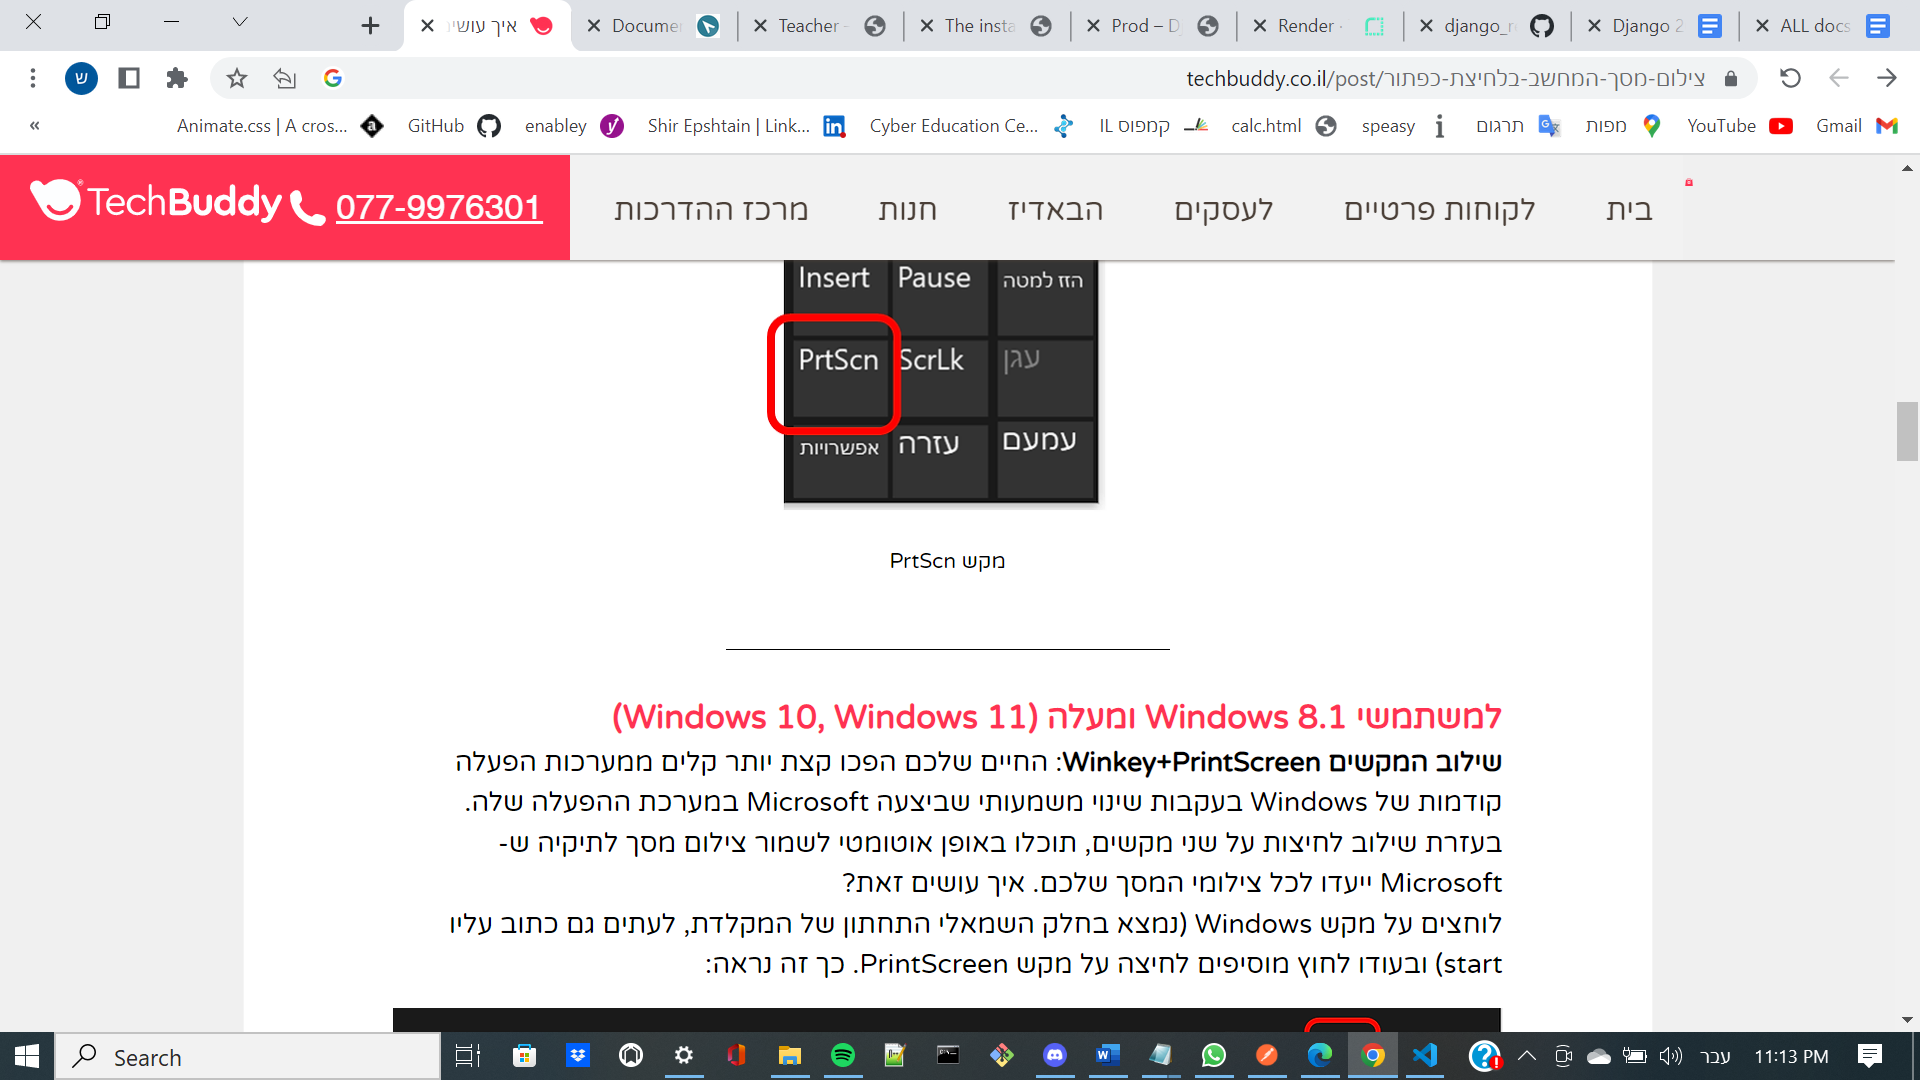 איך עושי
Docume
Teacher -
The insta
Prod – D
Render ·
django_r
Django 2
ALL docs
ש
techbuddy.co.il/post/צילום-מסך-המחשב-בלחיצת-כפתור
«
Animate.css | A cros...
GitHub
enabley
Shir Epshtain | Link...
Cyber Education Ce...
קמפוס IL
calc.html
speasy
תרגום
מפות
YouTube
Gmail
TechBuddy 077-9976301
בית
לקוחות פרטיים
לעסקים
הבאדיז
חנות
מרכז ההדרכות
Insert Pause הזז למטה
PrtScn ScrLk עגן
אפשרויות עזרה עמעם
מקש PrtScn
למשתמשי Windows 8.1 ומעלה (Windows 10, Windows 11)
שילוב המקשים Winkey+PrintScreen: החיים שלכם הפכו קצת יותר קלים ממערכות הפעלה
קודמות של Windows בעקבות שינוי משמעותי שביצעה Microsoft במערכת ההפעלה שלה.
בעזרת שילוב לחיצות על שני מקשים, תוכלו באופן אוטומטי לשמור צילום מסך לתיקיה ש-
Microsoft ייעדו לכל צילומי המסך שלכם. איך עושים זאת?
לוחצים על מקש Windows (נמצא בחלק השמאלי התחתון של המקלדת, לעתים גם כתוב עליו
start) ובעודו לחוץ מוסיפים לחיצה על מקש PrintScreen. כך זה נראה:
Search
עבר
11:13 PM